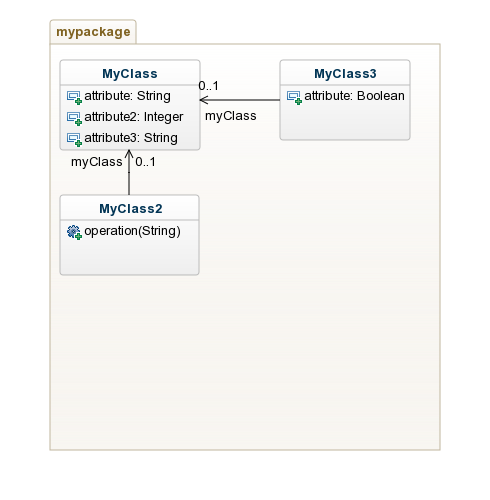 mypackage
MyClass
attribute: String
attribute2: Integer
attribute3: String
0..1
myClass
MyClass3
attribute: Boolean
myClass 0..1
MyClass2
operation(String)